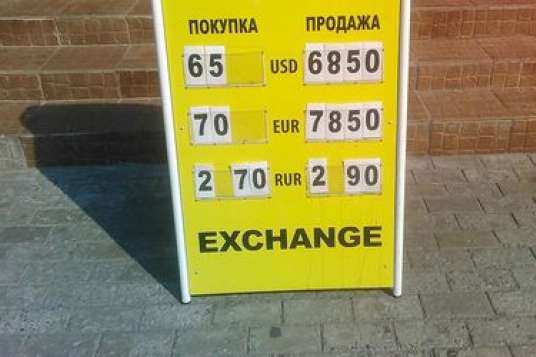 ПОКУПКА ПРОДАЖА
65 USD 6850
70 EUR 7850
2 70 RUR 2 90
EXCHANGE